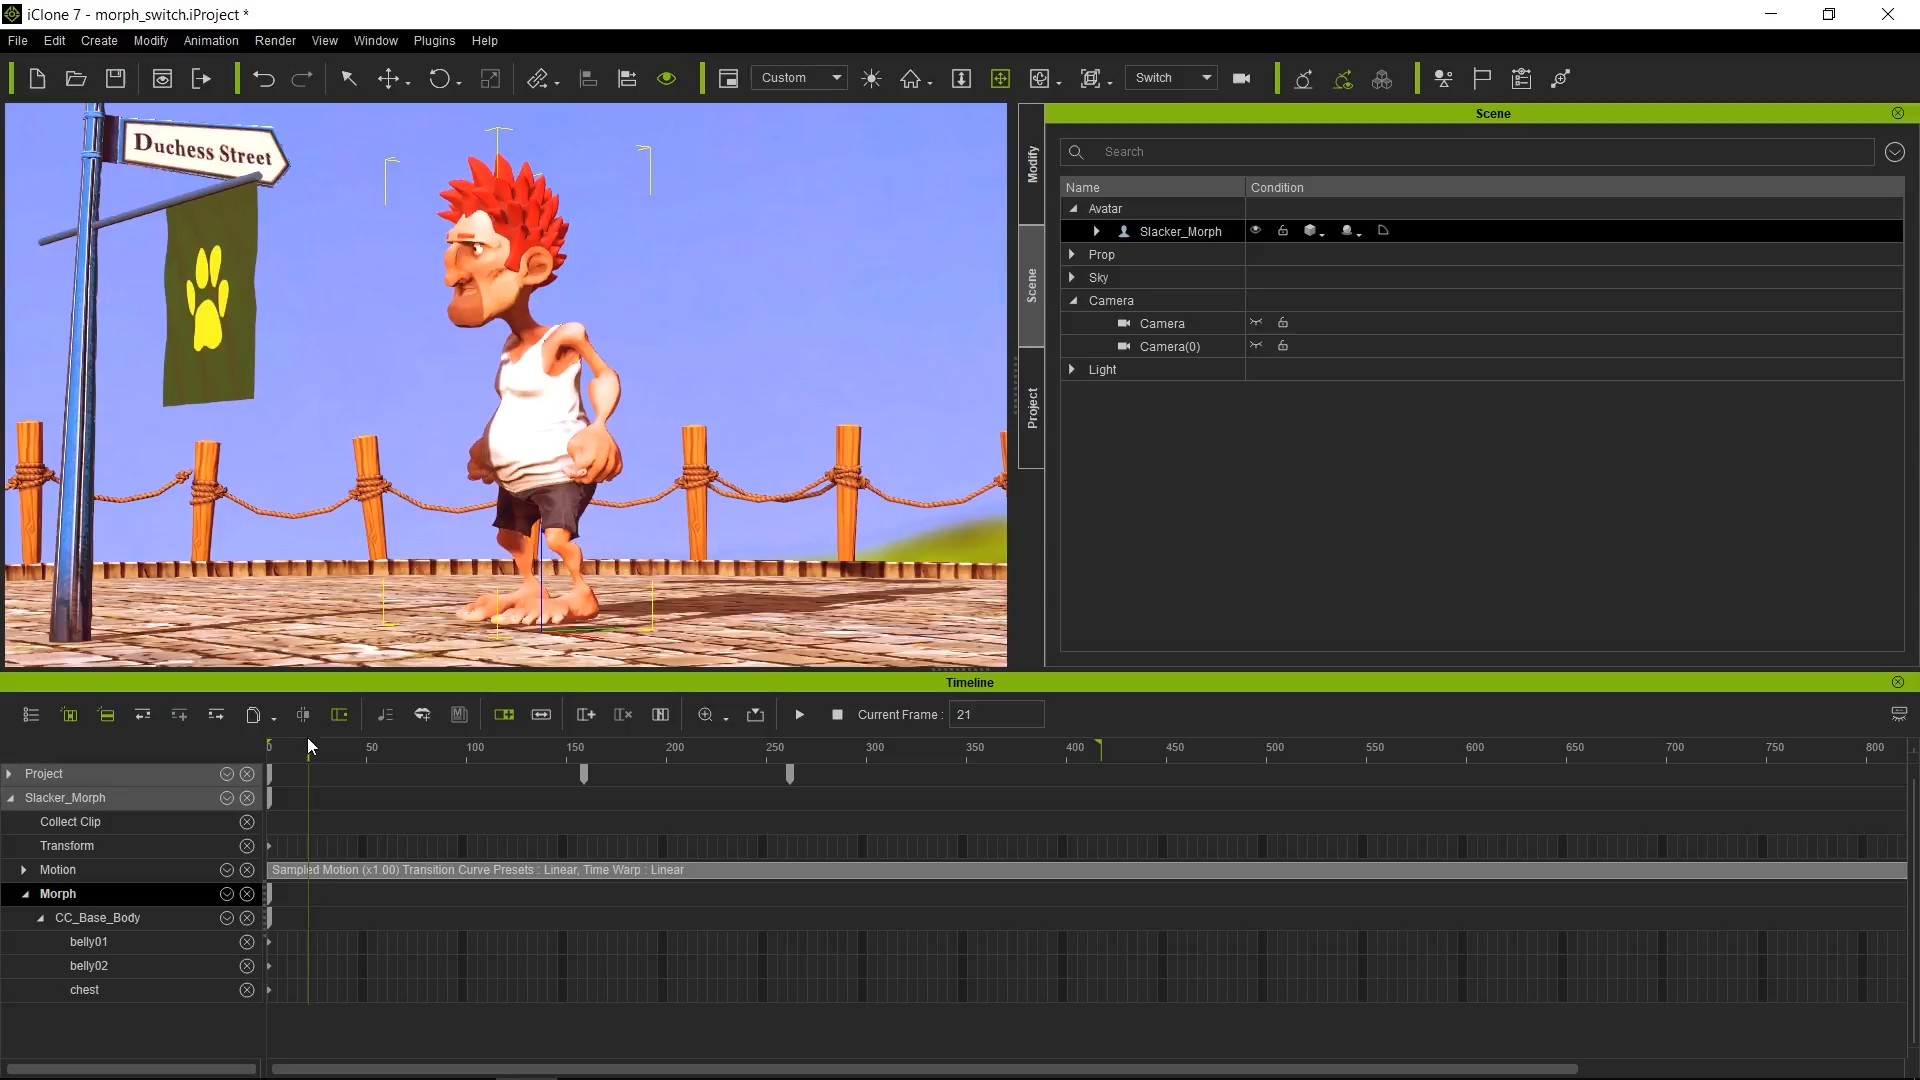 iClone 7 - morph_switch.iProject *
File Edit Create Modify Animation Render View Window Plugins Help
Custom
Switch
Duchess Street
Modify
Scene
Project
Scene
Search
Name Condition
Avatar
Slacker_Morph
Prop
Sky
Camera
Camera
Camera(0)
Light
Timeline
Current Frame : 21
0 50 100 150 200 250 300 350 400 450 500 550 600 650 700 750 800
Project
Slacker_Morph
Collect Clip
Transform
Motion
Sampled Motion (x1.00) Transition Curve Presets : Linear, Time Warp : Linear
Morph
CC_Base_Body
belly01
belly02
chest